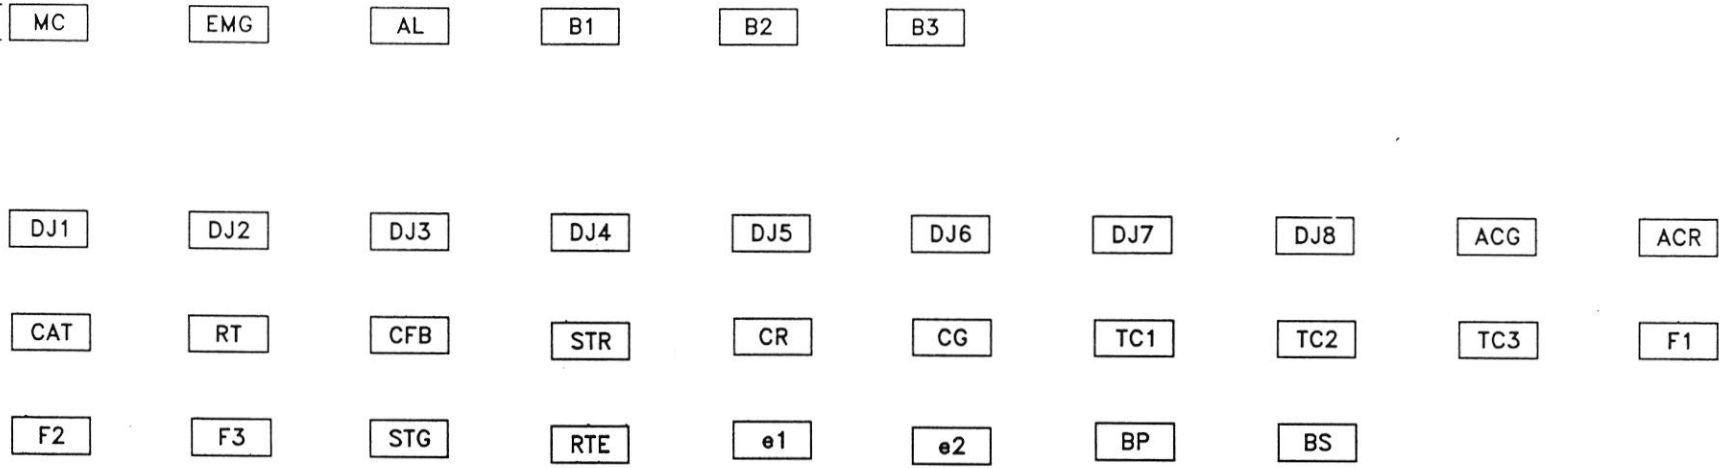 MC EMG AL B1 B2 B3
DJ1 DJ2 DJ3 DJ4 DJ5 DJ6 DJ7 DJ8 ACG ACR
CAT RT CFB STR CR CG TC1 TC2 TC3 F1
F2 F3 STG RTE e1 e2 BP BS